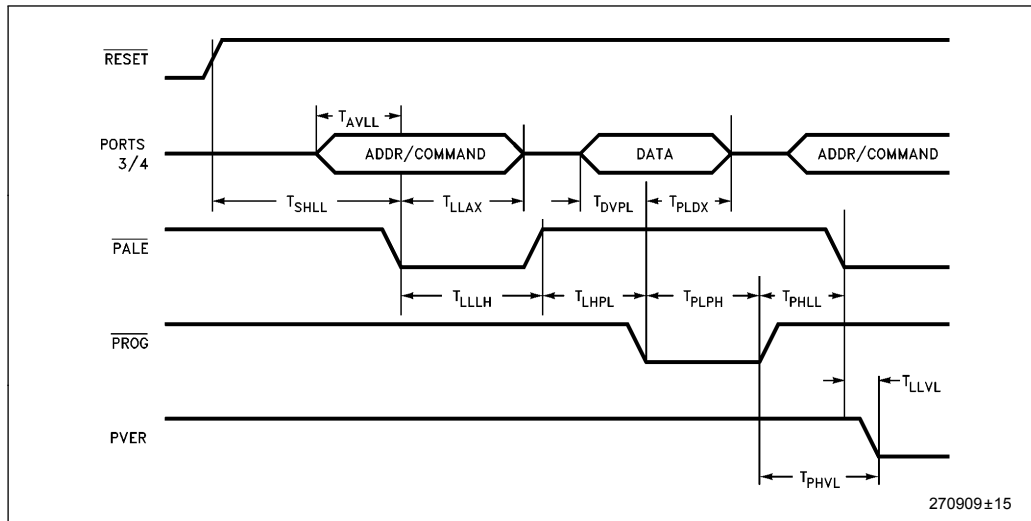 RESET
T_AVLL
PORTS
3/4
ADDR/COMMAND
DATA
ADDR/COMMAND
T_SHLL
T_LLAX
T_DVPL
T_PLDX
PALE
T_LLLH
T_LHPL
T_PLPH
T_PHLL
PROG
T_LLVL
PVER
T_PHVL
270909±15